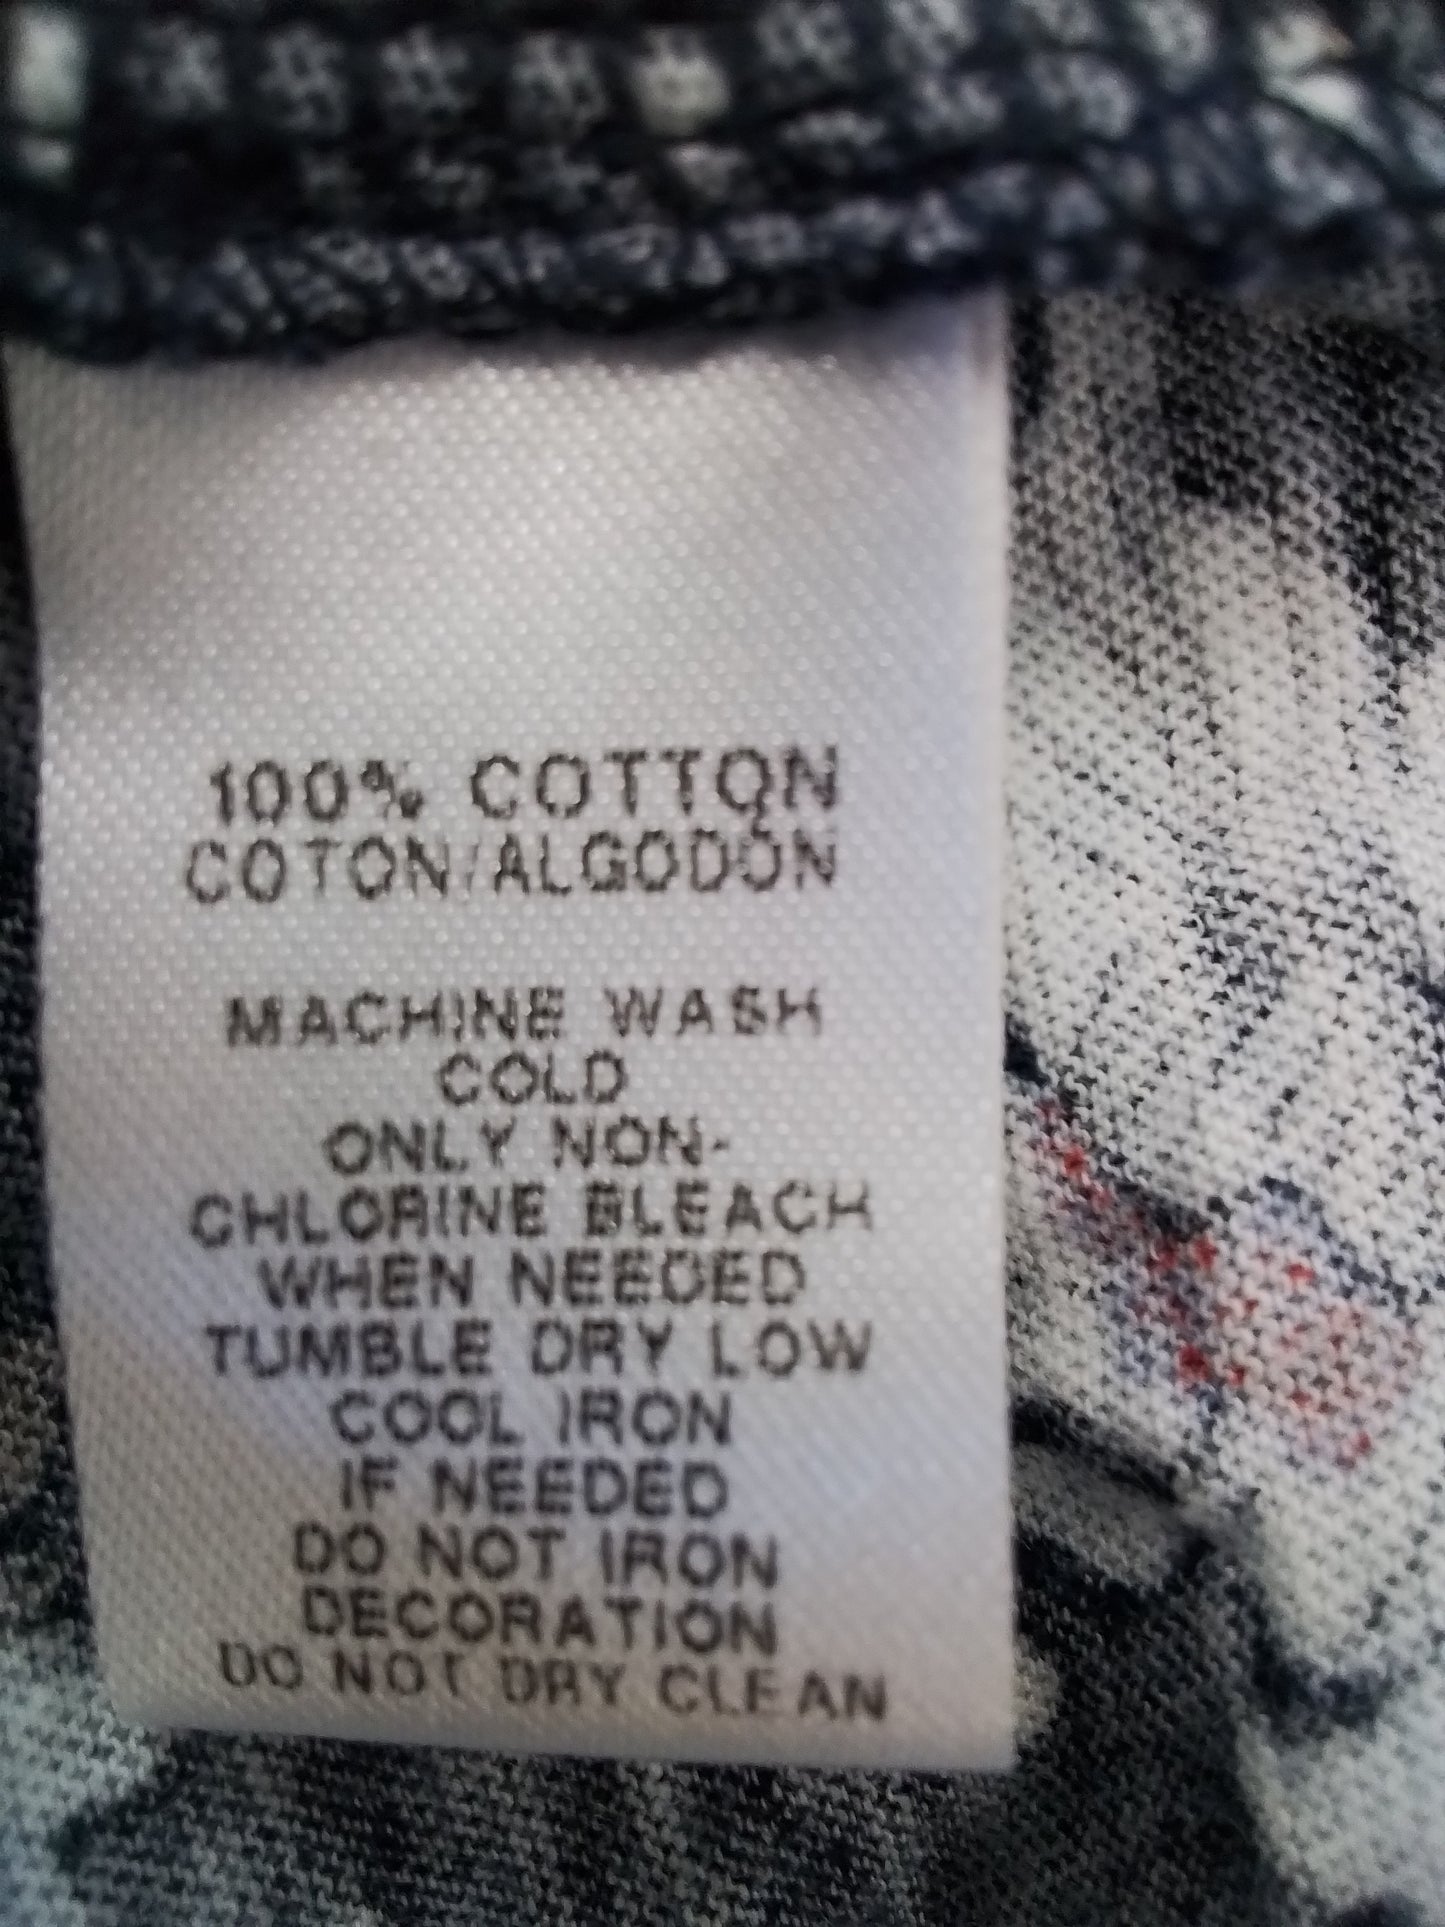 100% COTTON
COTON/ALGODÓN
MACHINE WASH
COLD
ONLY NON-
CHLORINE BLEACH
WHEN NEEDED
TUMBLE DRY LOW
COOL IRON
IF NEEDED
DO NOT IRON
DECORATION
DO NOT DRY CLEAN